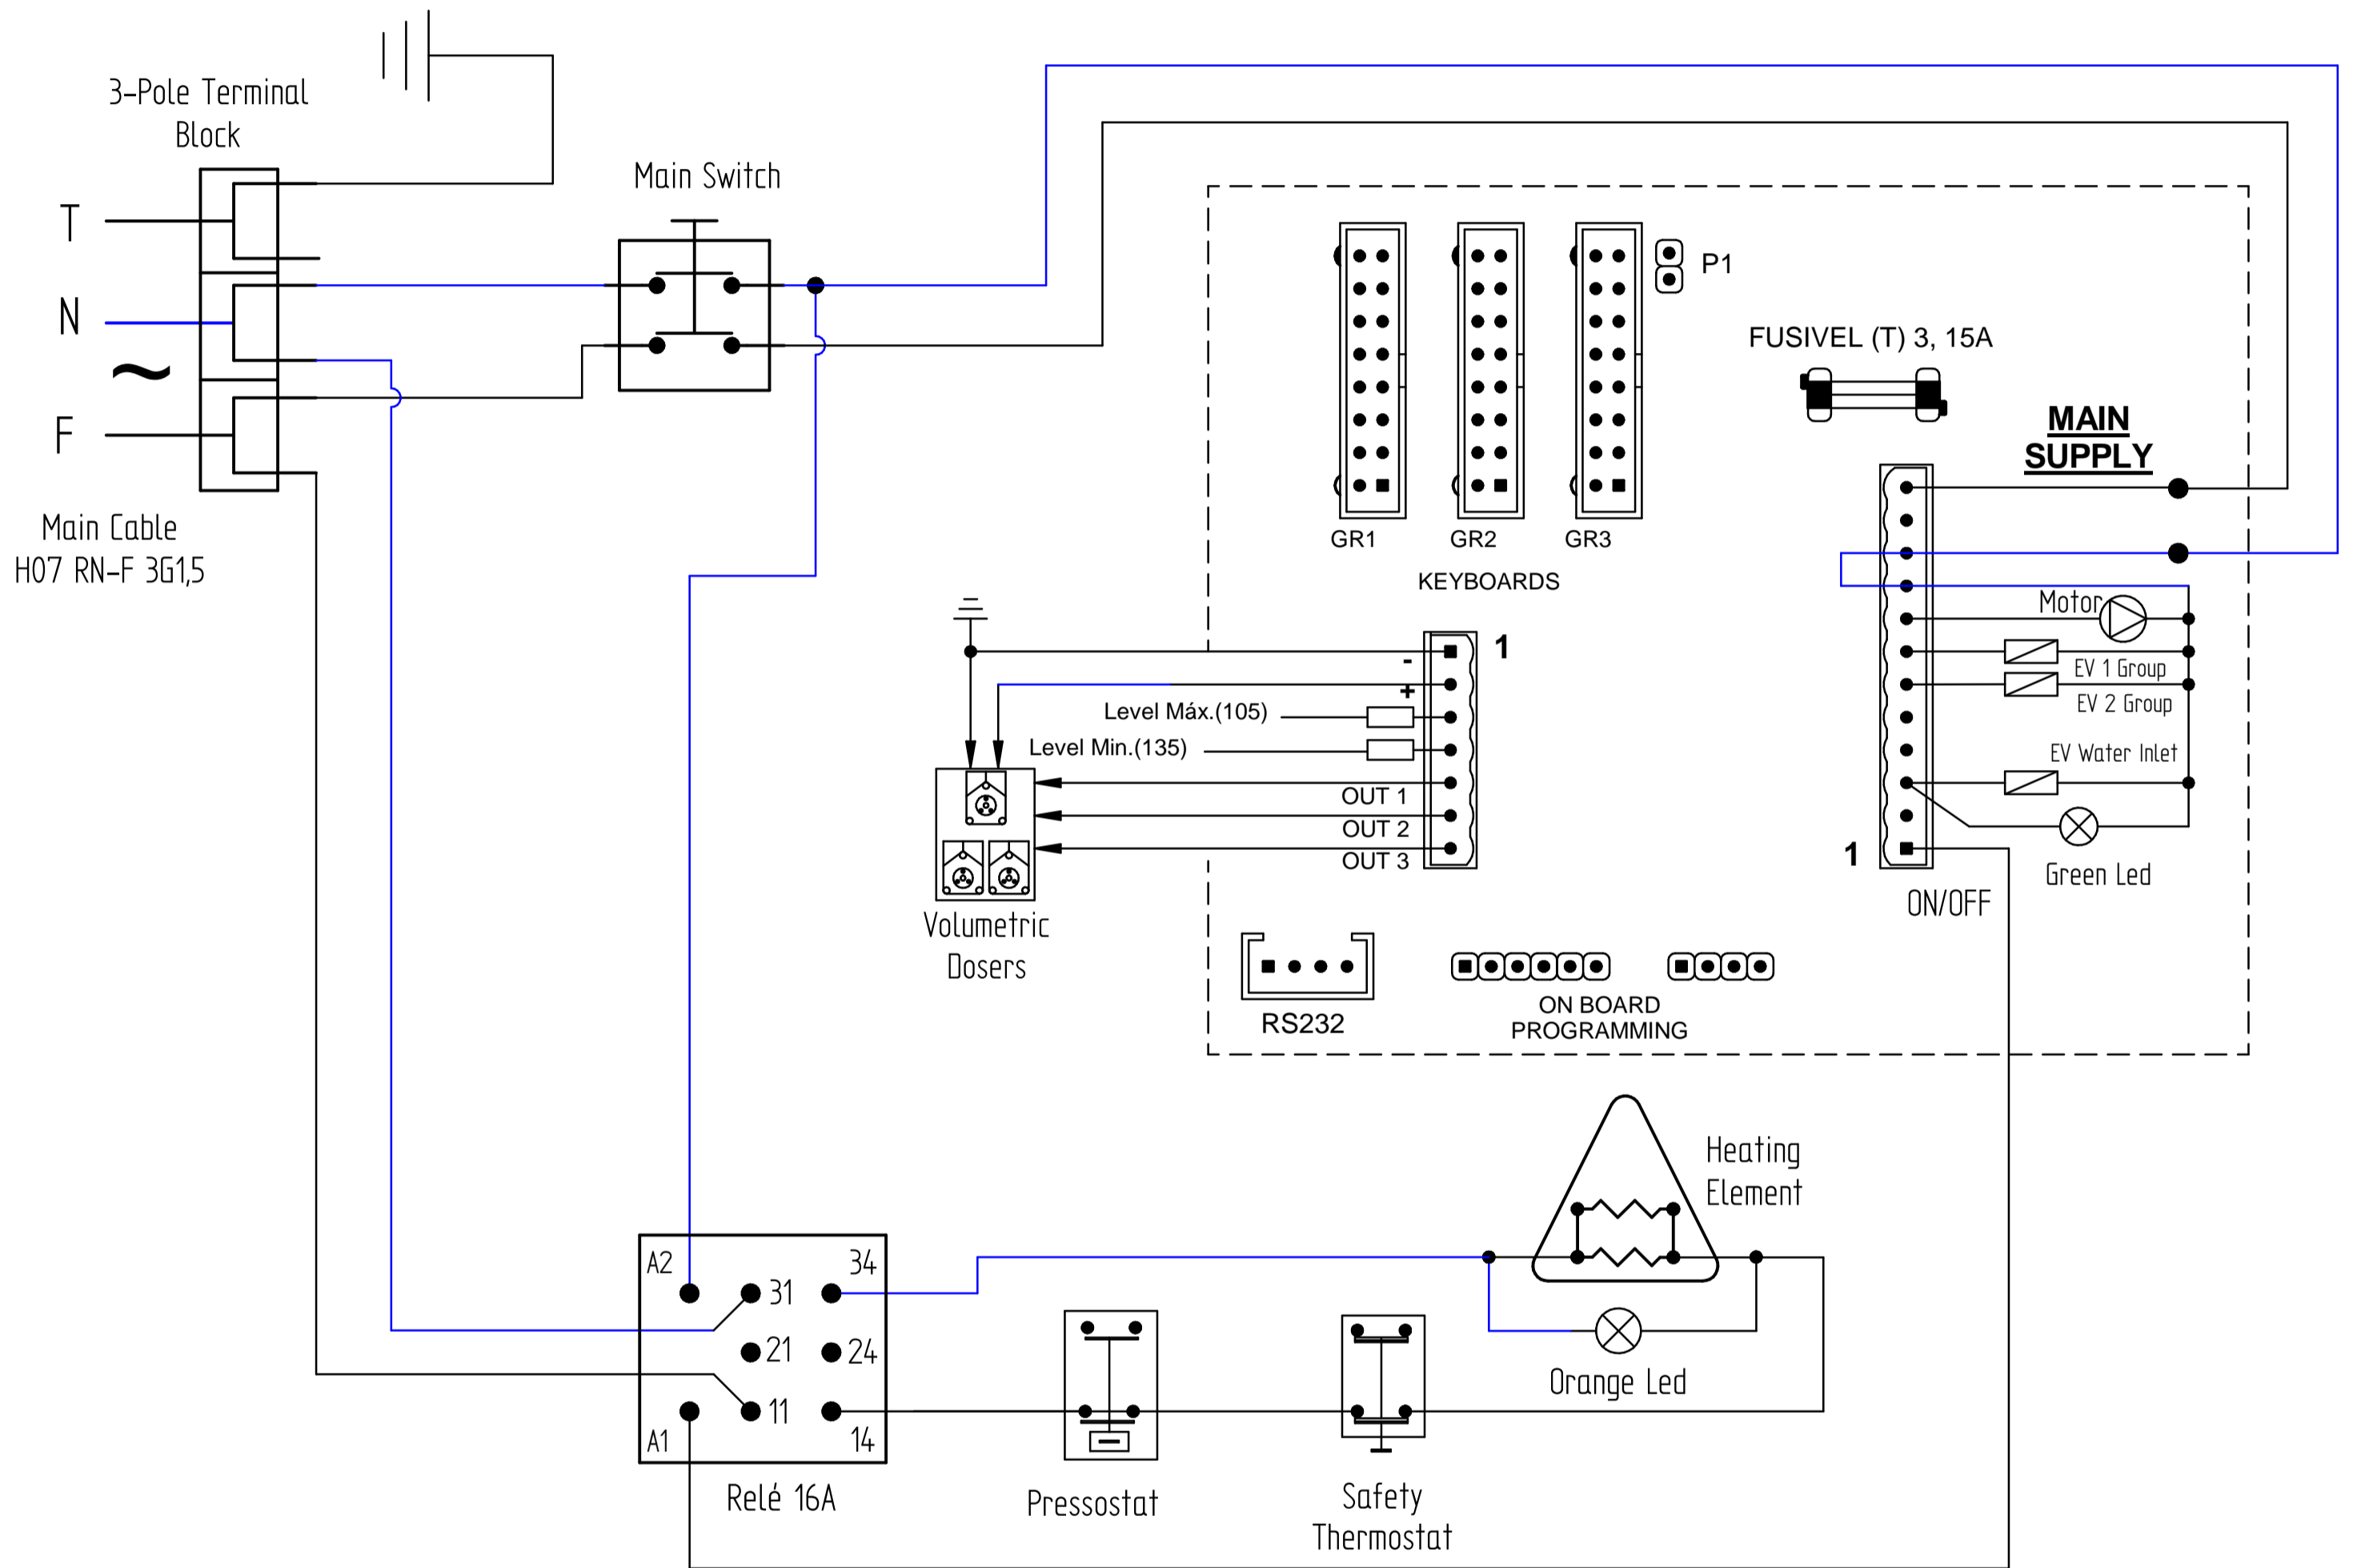 3-Pole Terminal
Block
Main Switch
T
N
~
F
Main Cable
H07 RN-F 3G1,5
P1
FUSIVEL (T) 3, 15A
MAIN
SUPPLY
GR1
GR2
GR3
KEYBOARDS
1
-
+
Level Máx.(105)
Level Min.(135)
OUT 1
OUT 2
OUT 3
Volumetric
Dosers
Motor
EV 1 Group
EV 2 Group
EV Water Inlet
Green Led
1
ON/OFF
RS232
ON BOARD
PROGRAMMING
Heating
Element
Orange Led
A2
31
34
21
24
11
14
A1
Relé 16A
Pressostat
Safety
Thermostat